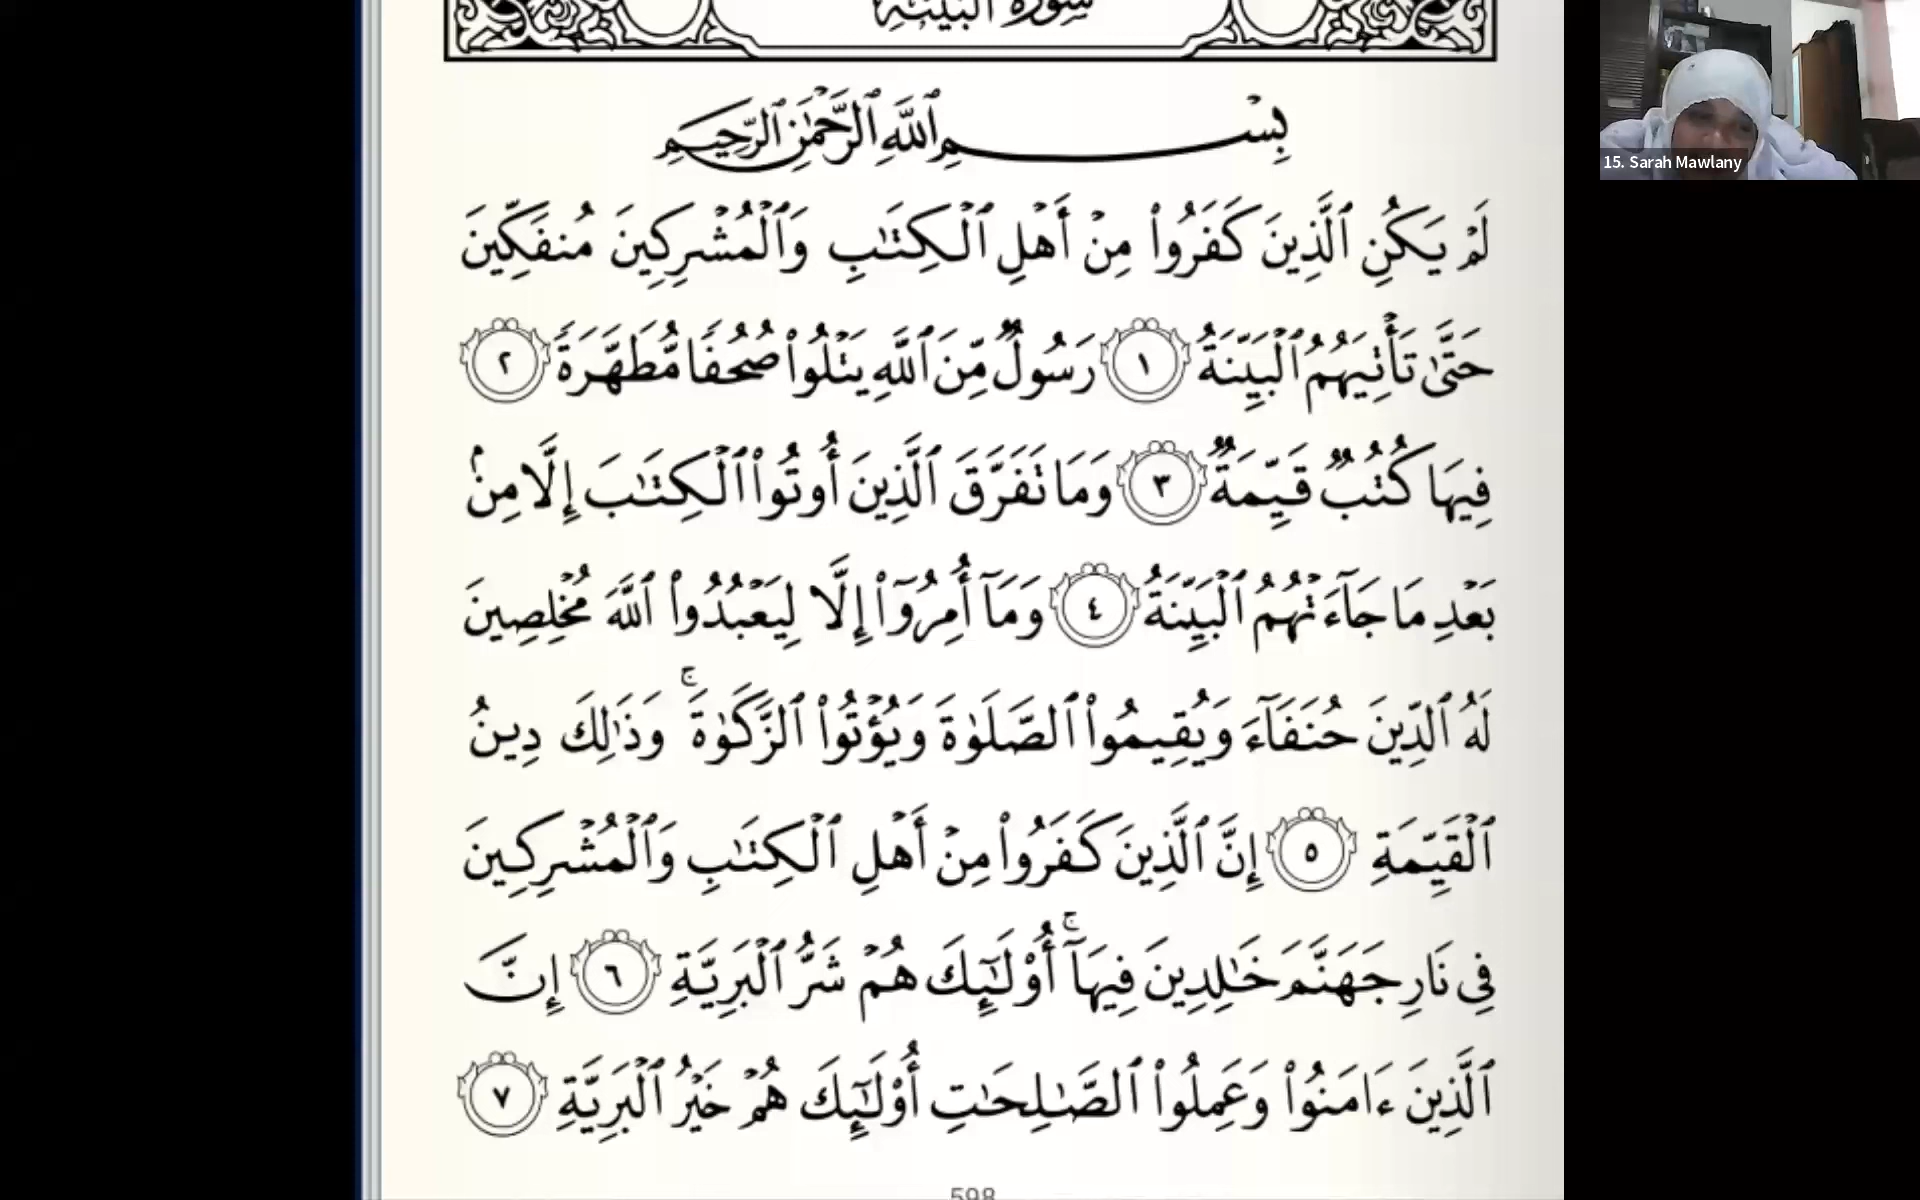 سورة البينة
بِسْمِ ٱللَّهِ ٱلرَّحْمَٰنِ ٱلرَّحِيمِ
لَمْ يَكُنِ ٱلَّذِينَ كَفَرُوا۟ مِنْ أَهْلِ ٱلْكِتَٰبِ وَٱلْمُشْرِكِينَ مُنفَكِّينَ
حَتَّىٰ تَأْتِيَهُمُ ٱلْبَيِّنَةُ ١ رَسُولٌ مِّنَ ٱللَّهِ يَتْلُوا۟ صُحُفًا مُّطَهَّرَةً ٢
فِيهَا كُتُبٌ قَيِّمَةٌ ٣ وَمَا تَفَرَّقَ ٱلَّذِينَ أُوتُوا۟ ٱلْكِتَٰبَ إِلَّا مِنۢ
بَعْدِ مَا جَآءَتْهُمُ ٱلْبَيِّنَةُ ٤ وَمَآ أُمِرُوٓا۟ إِلَّا لِيَعْبُدُوا۟ ٱللَّهَ مُخْلِصِينَ
لَهُ ٱلدِّينَ حُنَفَآءَ وَيُقِيمُوا۟ ٱلصَّلَوٰةَ وَيُؤْتُوا۟ ٱلزَّكَوٰةَ ۚ وَذَٰلِكَ دِينُ
ٱلْقَيِّمَةِ ٥ إِنَّ ٱلَّذِينَ كَفَرُوا۟ مِنْ أَهْلِ ٱلْكِتَٰبِ وَٱلْمُشْرِكِينَ
فِى نَارِ جَهَنَّمَ خَٰلِدِينَ فِيهَآ ۚ أُو۟لَٰٓئِكَ هُمْ شَرُّ ٱلْبَرِيَّةِ ٦ إِنَّ
ٱلَّذِينَ ءَامَنُوا۟ وَعَمِلُوا۟ ٱلصَّٰلِحَٰتِ أُو۟لَٰٓئِكَ هُمْ خَيْرُ ٱلْبَرِيَّةِ ٧
598
15. Sarah Mawlany